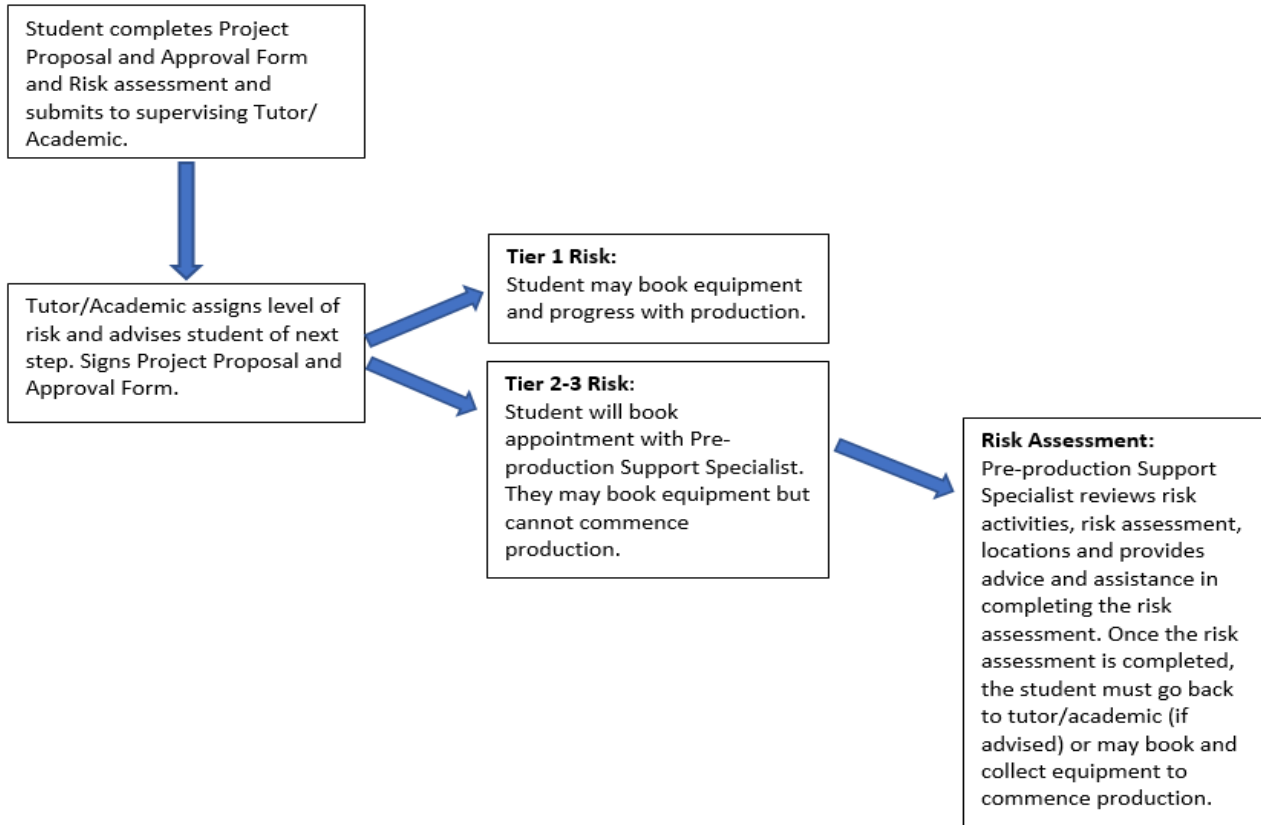 Student completes Project
Proposal and Approval Form
and Risk assessment and
submits to supervising Tutor/
Academic.
Tutor/Academic assigns level of
risk and advises student of next
step. Signs Project Proposal and
Approval Form.
Tier 1 Risk:
Student may book equipment
and progress with production.
Tier 2-3 Risk:
Student will book
appointment with Pre-
production Support Specialist.
They may book equipment but
cannot commence
production.
Risk Assessment:
Pre-production Support
Specialist reviews risk
activities, risk assessment,
locations and provides
advice and assistance in
completing the risk
assessment. Once the risk
assessment is completed,
the student must go back
to tutor/academic (if
advised) or may book and
collect equipment to
commence production.